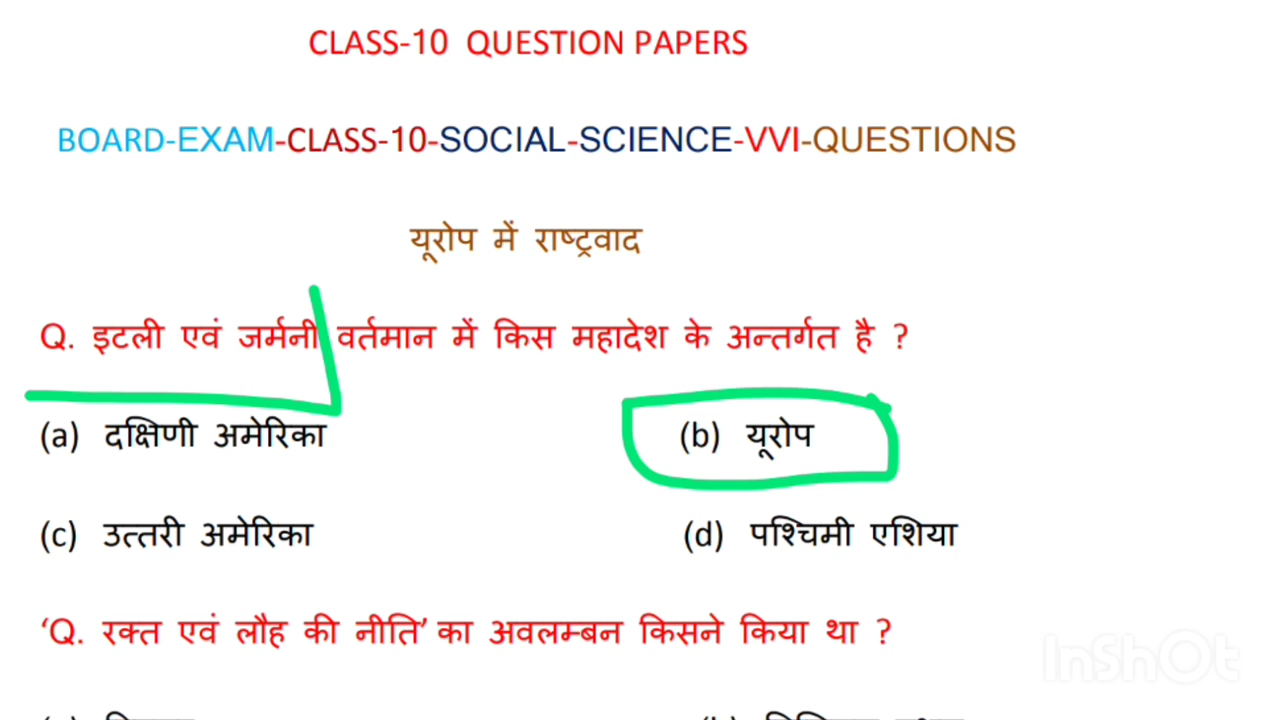 CLASS-10 QUESTION PAPERS
BOARD-EXAM-CLASS-10-SOCIAL-SCIENCE-VVI-QUESTIONS
यूरोप में राष्ट्रवाद
Q. इटली एवं जर्मनी वर्तमान में किस महादेश के अन्तर्गत है ?
(a) दक्षिणी अमेरिका (b) यूरोप
(c) उत्तरी अमेरिका (d) पश्चिमी एशिया
‘Q. रक्त एवं लौह की नीति’ का अवलम्बन किसने किया था ?
InShOt